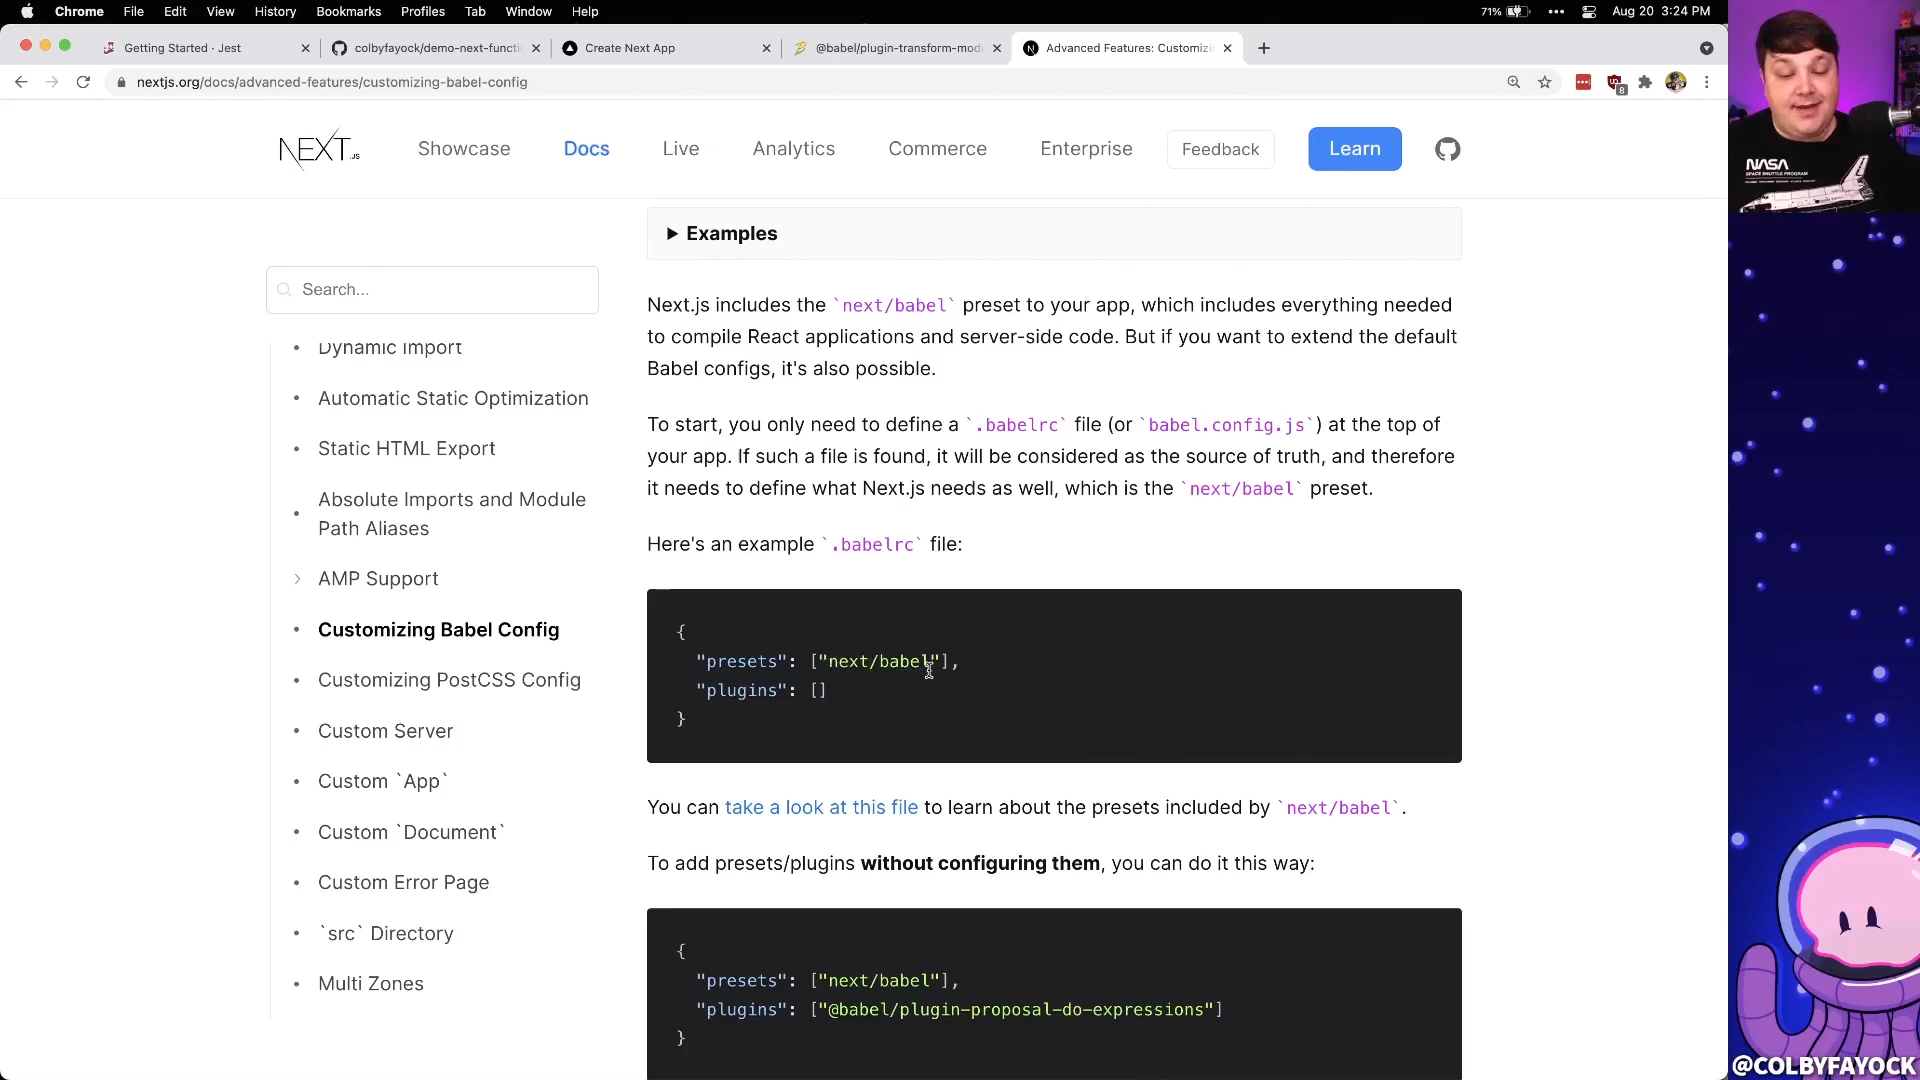 Chrome File Edit View History Bookmarks Profiles Tab Window Help 71% Aug 20 3:24 PM
Getting Started · Jest
colbyfayock/demo-next-functi
Create Next App
@babel/plugin-transform-mod
Advanced Features: Customizi
nextjs.org/docs/advanced-features/customizing-babel-config
8
NEXT.JS Showcase Docs Live Analytics Commerce Enterprise Feedback Learn
Search...
Dynamic Import
Automatic Static Optimization
Static HTML Export
Absolute Imports and Module
Path Aliases
AMP Support
Customizing Babel Config
Customizing PostCSS Config
Custom Server
Custom `App`
Custom `Document`
Custom Error Page
`src` Directory
Multi Zones
Examples
Next.js includes the `next/babel` preset to your app, which includes everything needed
to compile React applications and server-side code. But if you want to extend the default
Babel configs, it's also possible.
To start, you only need to define a `.babelrc` file (or `babel.config.js`) at the top of
your app. If such a file is found, it will be considered as the source of truth, and therefore
it needs to define what Next.js needs as well, which is the `next/babel` preset.
Here's an example `.babelrc` file:
{
"presets": ["next/babel"],
"plugins": []
}
You can take a look at this file to learn about the presets included by `next/babel`.
To add presets/plugins without configuring them, you can do it this way:
{
"presets": ["next/babel"],
"plugins": ["@babel/plugin-proposal-do-expressions"]
}
NASA
SPACE SHUTTLE PROGRAM
@COLBYFAYOCK